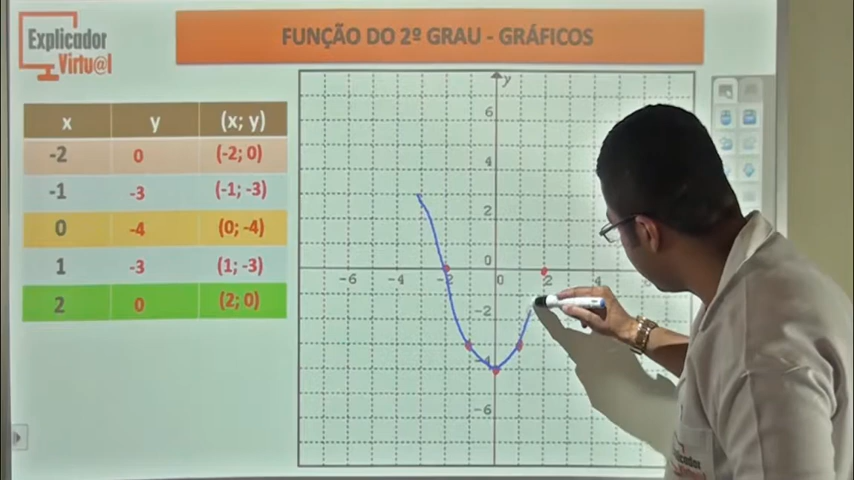 Explicador
Virtu@l
FUNÇÃO DO 2º GRAU - GRÁFICOS
x y (x; y)
-2 0 (-2; 0)
-1 -3 (-1; -3)
0 -4 (0; -4)
1 -3 (1; -3)
2 0 (2; 0)
y
6
4
2
0
-6 -4 -2 0 2 4
-2
-4
-6
Explicador